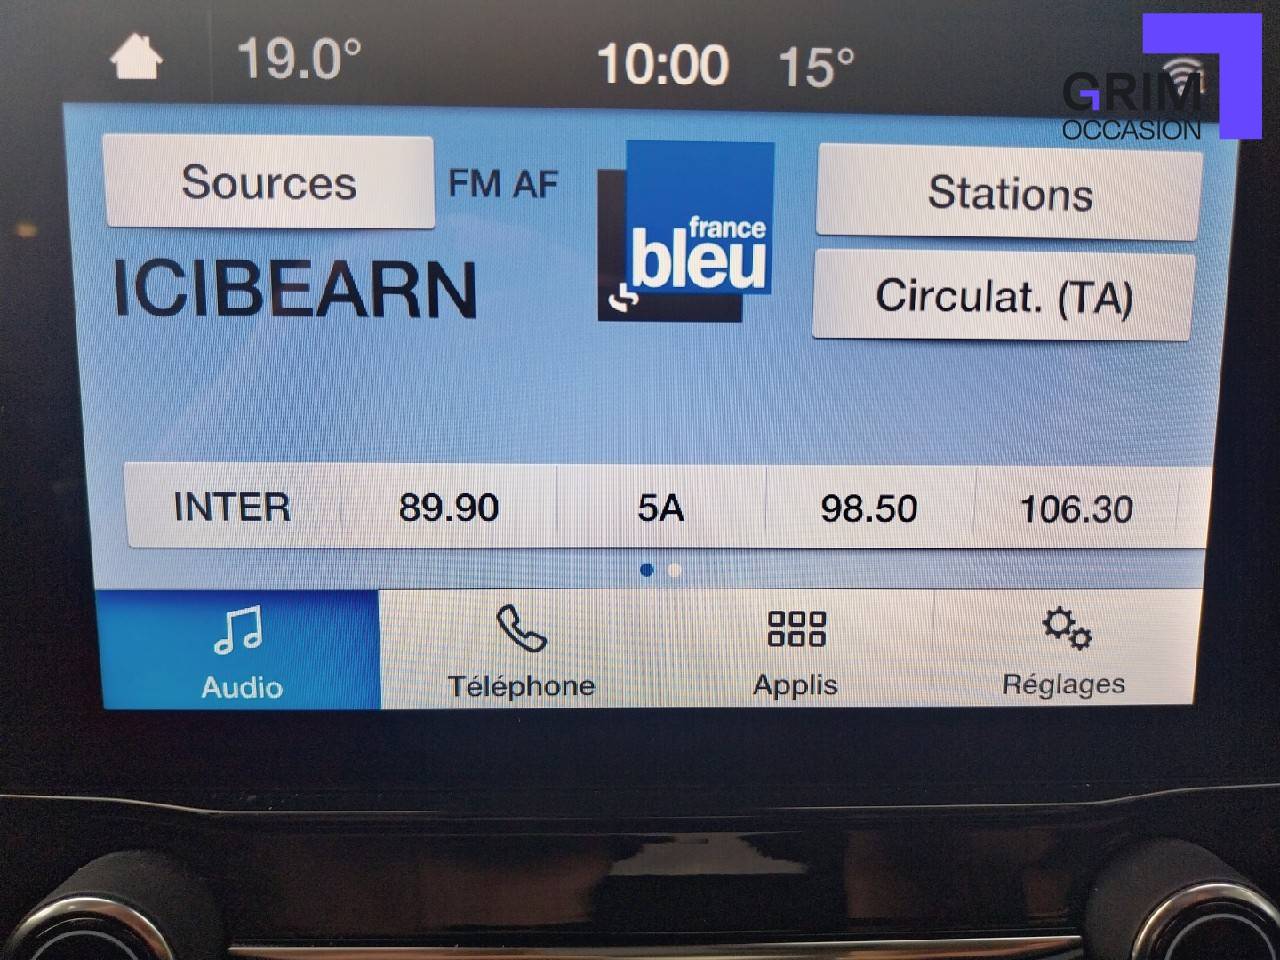 19.0° 10:00 15°
GRIM
OCCASION
Sources FM AF
france
bleu
Stations
ICIBEARN
Circulat. (TA)
INTER 89.90 5A 98.50 106.30
Audio Téléphone Applis Réglages